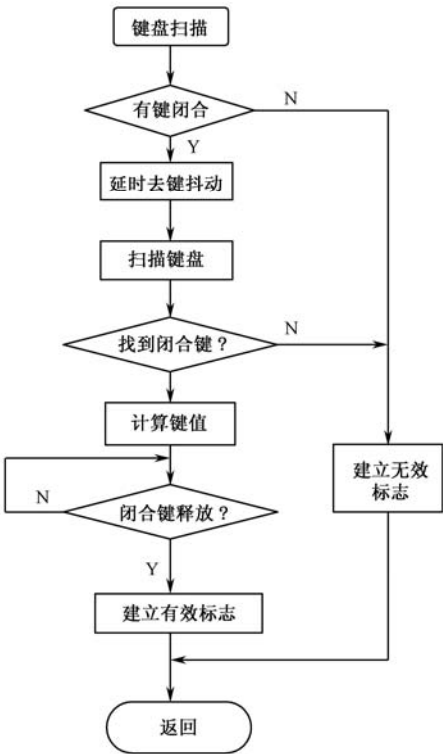 键盘扫描
有键闭合
N
Y
延时去键抖动
扫描键盘
找到闭合键？
N
计算键值
建立无效
标志
闭合键释放？
N
Y
建立有效标志
返回